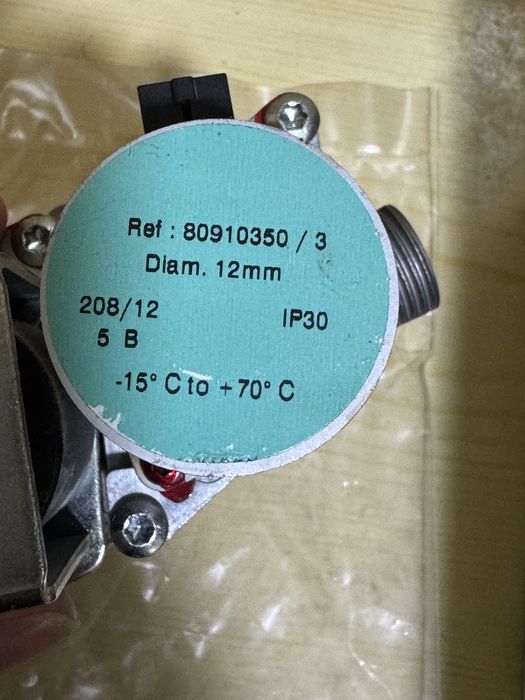 Ref : 80910350 / 3
Diam. 12mm
208/12 IP30
5 B
-15° C to +70° C